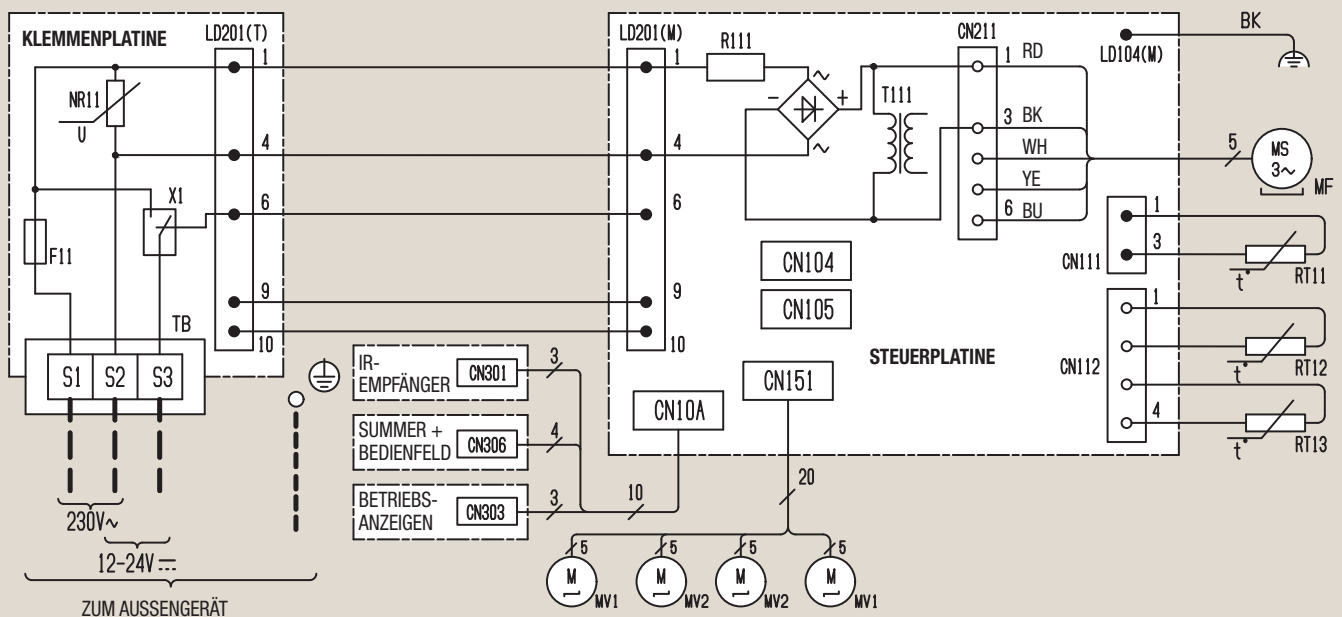 KLEMMENPLATINE
LD201(T)
1
NR11
U
4
X1
6
F11
9
TB
10
S1 S2 S3
230V~
12-24V
ZUM AUSSENGERÄT
LD201(M)
1
R111
~
-
+
~
T111
4
6
9
10
CN211
1 RD
3 BK
WH
YE
6 BU
LD104(M)
BK
5
MS
3~
MF
CN104
CN105
STEUERPLATINE
CN111
1
3
t°
RT11
CN112
1
4
t°
RT12
t°
RT13
IR-
EMPFÄNGER
CN301
3
SUMMER +
BEDIENFELD
CN306
4
BETRIEBS-
ANZEIGEN
CN303
3
10
CN10A
CN151
20
5
M
MV1
5
M
MV2
5
M
MV2
5
M
MV1